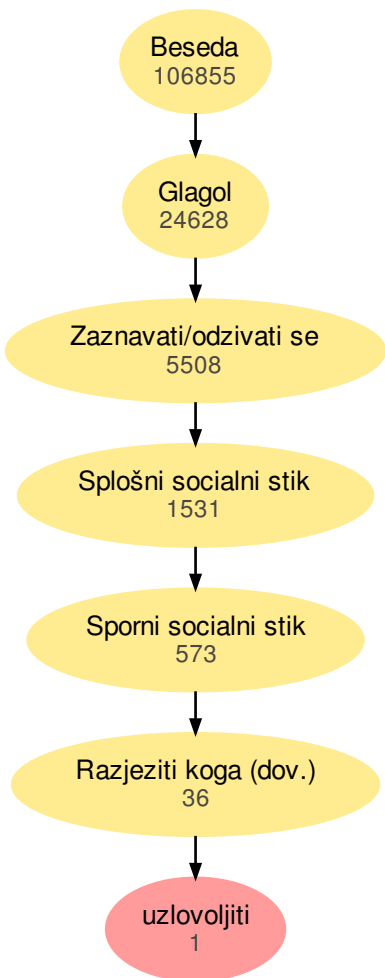 Beseda
106855
Glagol
24628
Zaznavati/odzivati se
5508
Splošni socialni stik
1531
Sporni socialni stik
573
Razjeziti koga (dov.)
36
uzlovoljiti
1